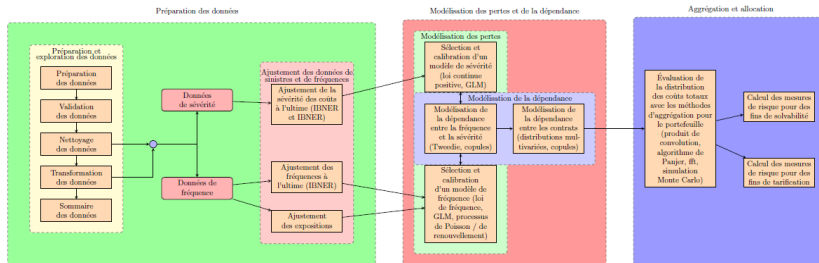 Préparation des données
Modélisation des pertes et de la dépendance
Aggrégation et allocation
Préparation et
exploration des données
Préparation
des données
Validation
des données
Nettoyage
des données
Transformation
des données
Sommaire
des données
Données
de sévérité
Données de
fréquence
Ajustement des données de
sinistres et de fréquences
Ajustement de la
sévérité des coûts
à l'ultime (IBNER
et IBNER)
Ajustement des
fréquences à
l'ultime (IBNER)
Ajustement
des expositions
Modélisation des pertes
Sélection et
calibration d'un
modèle de sévérité
(loi continue
positive, GLM)
Modélisation de la dépendance
Modélisation de
la dépendance
entre la fréquence
et la sévérité
(Tweedie, copules)
Modélisation de
la dépendance
entre les contrats
(distributions mul-
tivariées, copules)
Sélection et
calibration
d'un modèle de
fréquence (loi
de fréquence,
GLM, processus
de Poisson / de
renouvellement)
Évaluation de
la distribution
des coûts totaux
avec les méthodes
d'aggrégation pour
le portefeuille
(produit de
convolution,
algorithme de
Panjer, fft,
simulation
Monte Carlo)
Calcul des mesures
de risque pour des
fins de solvabilité
Calcul des mesures
de risque pour des
fins de tarification